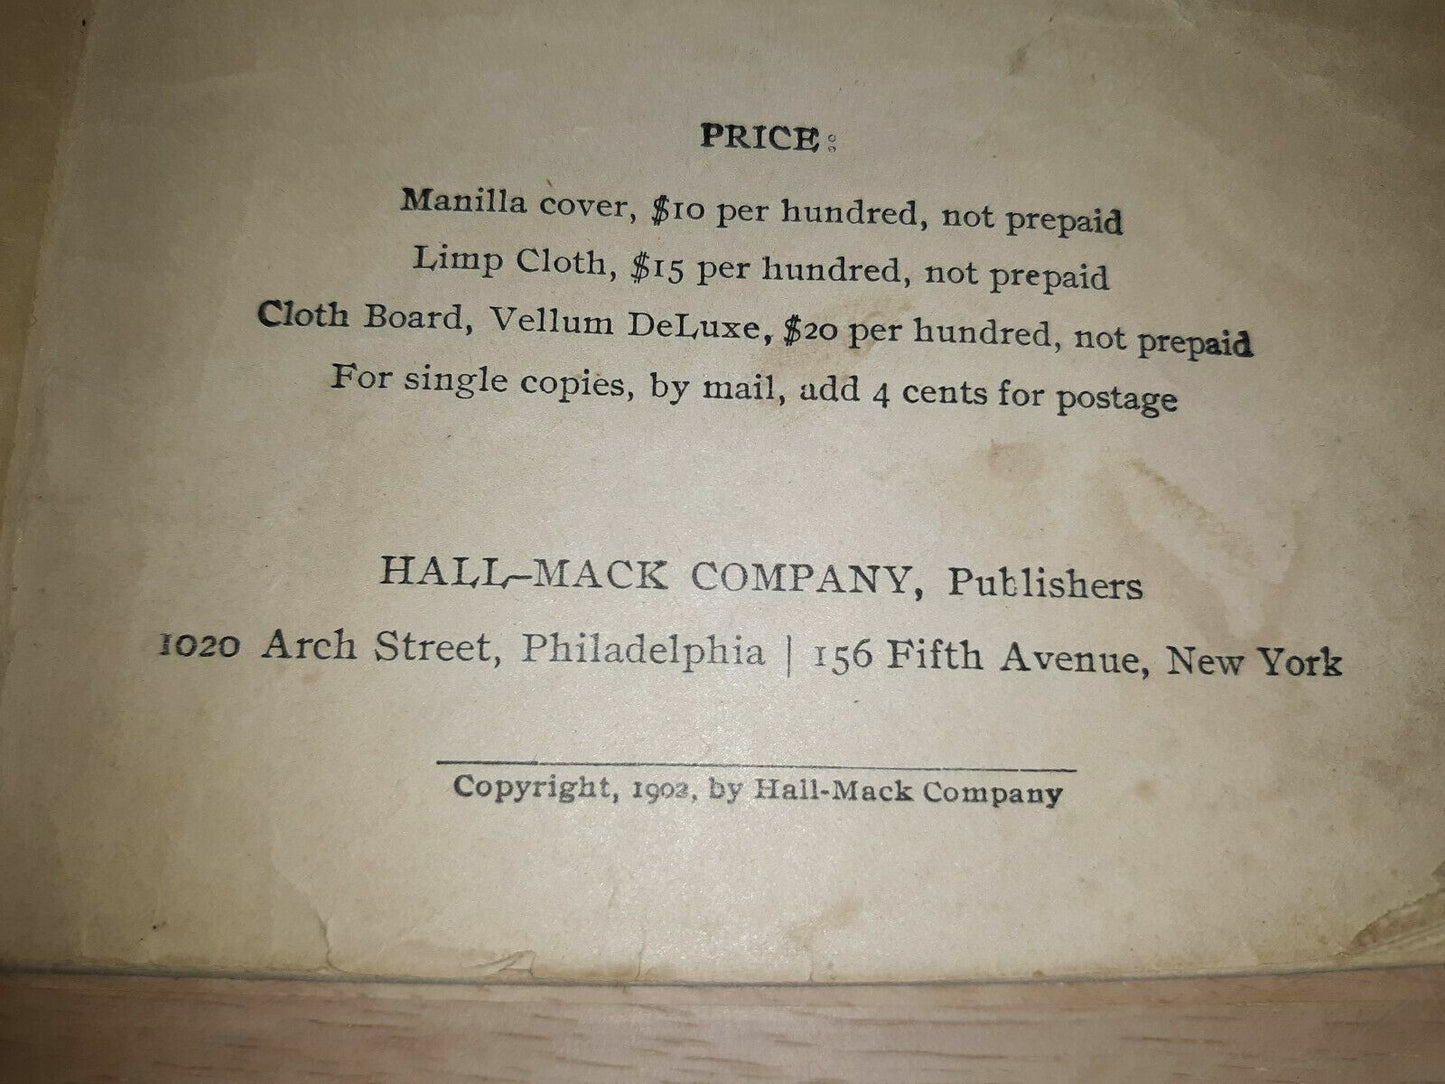 PRICE:
Manilla cover, $10 per hundred, not prepaid
Limp Cloth, $15 per hundred, not prepaid
Cloth Board, Vellum DeLuxe, $20 per hundred, not prepaid
For single copies, by mail, add 4 cents for postage
HALL-MACK COMPANY, Publishers
1020 Arch Street, Philadelphia | 156 Fifth Avenue, New York
Copyright, 1902, by Hall-Mack Company